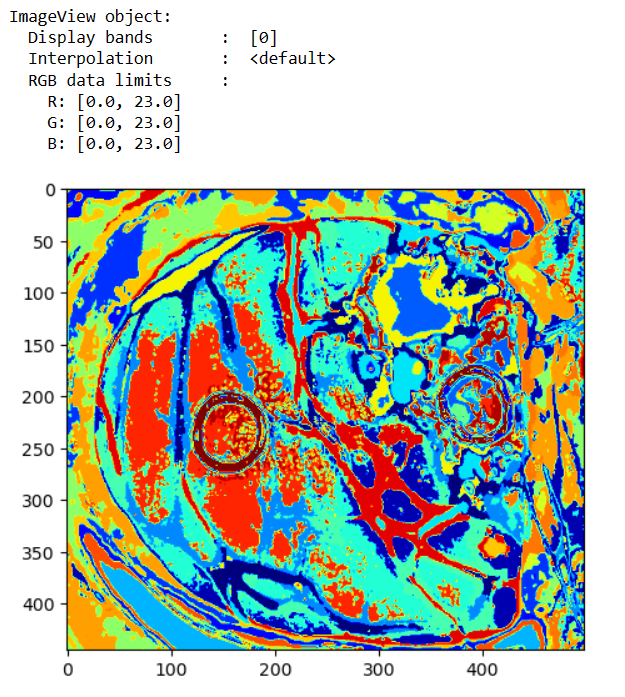 ImageView object:
  Display bands       :  [0]
  Interpolation       :  <default>
  RGB data limits     :
    R: [0.0, 23.0]
    G: [0.0, 23.0]
    B: [0.0, 23.0]
0
50
100
150
200
250
300
350
400
0 100 200 300 400